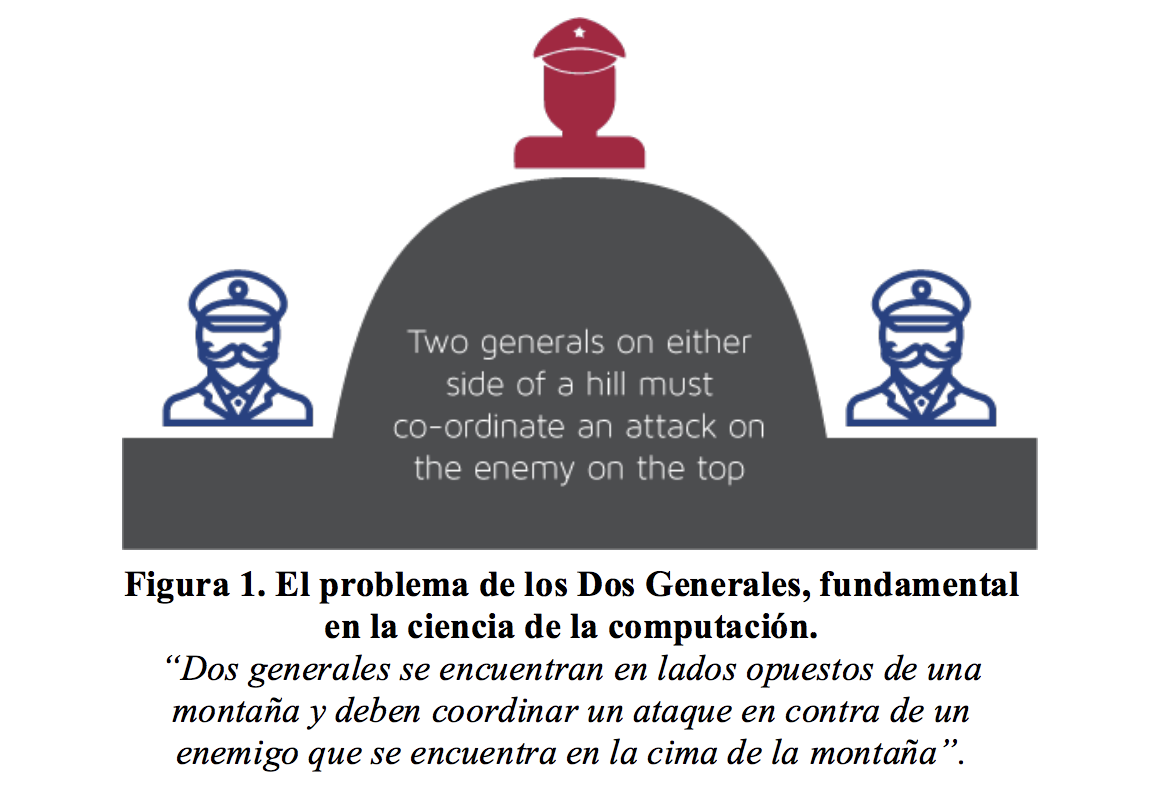 Two generals on either
side of a hill must
co-ordinate an attack on
the enemy on the top
Figura 1. El problema de los Dos Generales, fundamental
en la ciencia de la computación.
“Dos generales se encuentran en lados opuestos de una
montaña y deben coordinar un ataque en contra de un
enemigo que se encuentra en la cima de la montaña”.